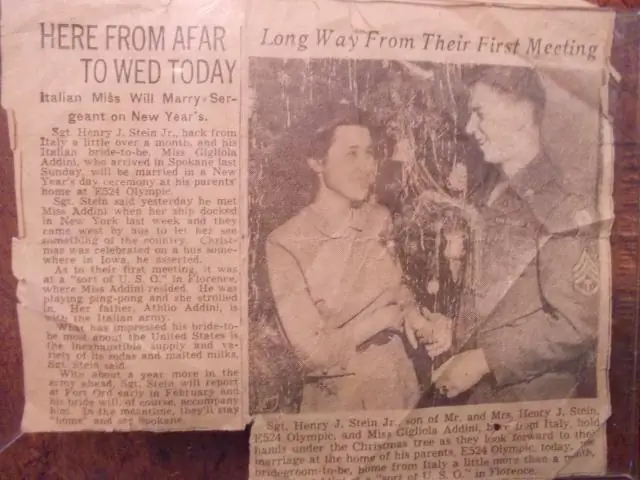 HERE FROM AFAR
TO WED TODAY
Italian Miss Will Marry Ser-
geant on New Year's.
Sgt. Henry J. Stein Jr., back from
Italy a little over a month, and his
Italian bride-to-be, Miss Gigliola
Addini, who arrived in Spokane last
Sunday, will be married in a New
Year's day ceremony at his parents'
home at E524 Olympic.
Sgt. Stein said yesterday he met
Miss Addini when her ship docked
in New York last week and they
came west by bus to let her see
something of the country. Christ-
mas was celebrated on a bus some-
where in Iowa, he asserted.
As to their first meeting, it was
at a "sort of U. S. O." in Florence,
where Miss Addini resided. He was
playing ping-pong and she strolled
in. Her father, Athlio Addini, is
with the Italian army.
What has impressed his bride-to-
be most about the United States is
the inexhaustible supply and va-
riety of its sodas and malted milks,
Sgt. Stein said.
With about a year more in the
army ahead, Sgt. Stein will report
at Fort Ord early in February and
his bride will, of course, accompany
him. In the meantime, they'll stay
"home" and see Spokane.
Long Way From Their First Meeting
Sgt. Henry J. Stein Jr., son of Mr. and Mrs. Henry J. Stein,
E524 Olympic, and Miss Gigliola Addini, here from Italy, hold
hands under the Christmas tree as they look forward to their
marriage at the home of his parents, E524 Olympic, today, the
bridegroom-to-be, home from Italy a little more than a month,
"sort of U. S. O." in Florence.